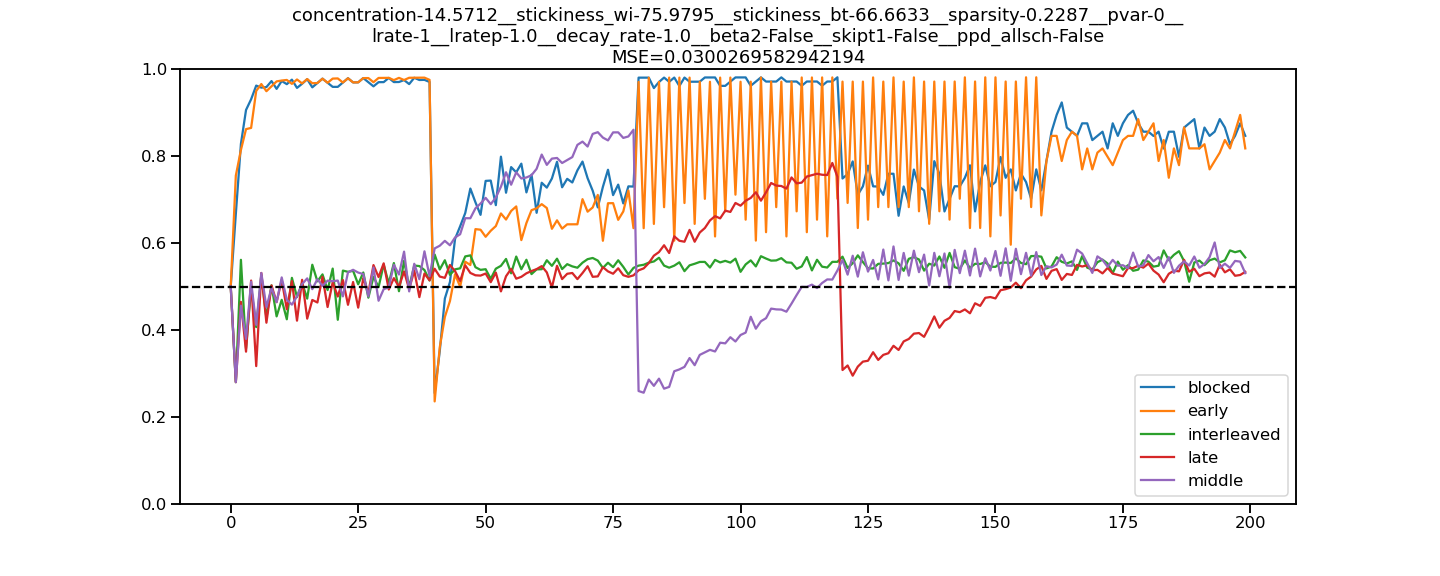 concentration-14.5712__stickiness_wi-75.9795__stickiness_bt-66.6633__sparsity-0.2287__pvar-0__
lrate-1__lratep-1.0__decay_rate-1.0__beta2-False__skipt1-False__ppd_allsch-False
MSE=0.0300269582942194
1.0
0.8
0.6
0.4
0.2
0.0
0 25 50 75 100 125 150 175 200
blocked
early
interleaved
late
middle